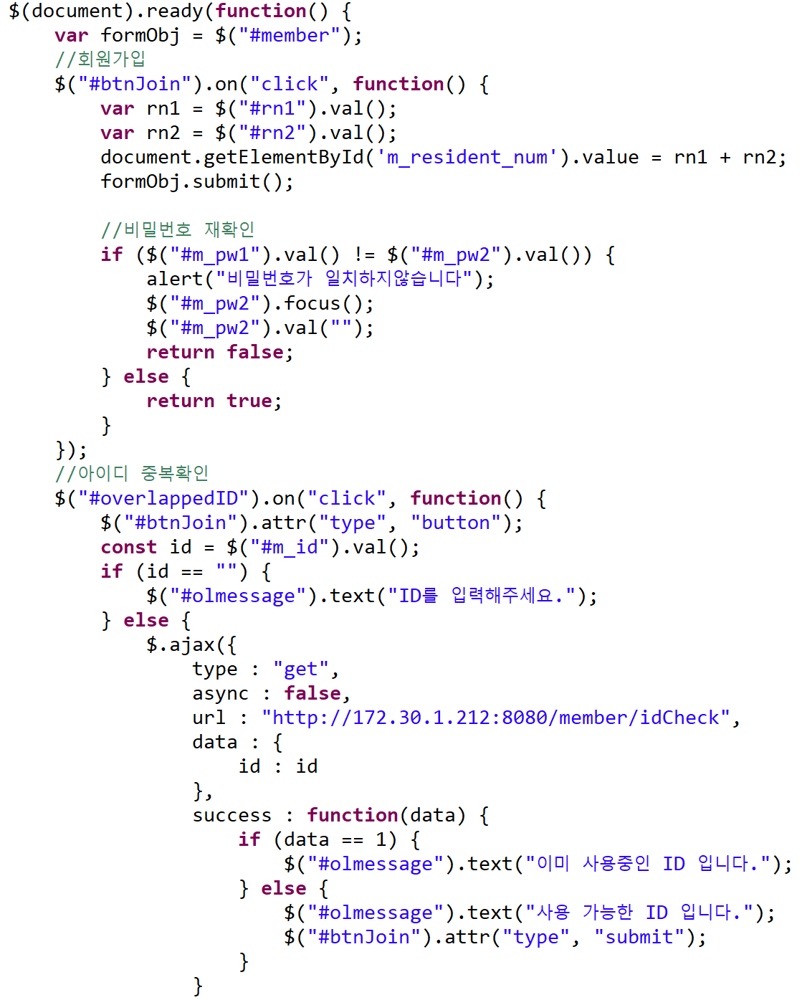 $(document).ready(function() {
    var formObj = $("#member");
    //회원가입
    $("#btnJoin").on("click", function() {
        var rn1 = $("#rn1").val();
        var rn2 = $("#rn2").val();
        document.getElementById('m_resident_num').value = rn1 + rn2;
        formObj.submit();

        //비밀번호 재확인
        if ($("#m_pw1").val() != $("#m_pw2").val()) {
            alert("비밀번호가 일치하지않습니다");
            $("#m_pw2").focus();
            $("#m_pw2").val("");
            return false;
        } else {
            return true;
        }
    });
    //아이디 중복확인
    $("#overlappedID").on("click", function() {
        $("#btnJoin").attr("type", "button");
        const id = $("#m_id").val();
        if (id == "") {
            $("#olmessage").text("ID를 입력해주세요.");
        } else {
            $.ajax({
                type : "get",
                async : false,
                url : "http://172.30.1.212:8080/member/idCheck",
                data : {
                    id : id
                },
                success : function(data) {
                    if (data == 1) {
                        $("#olmessage").text("이미 사용중인 ID 입니다.");
                    } else {
                        $("#olmessage").text("사용 가능한 ID 입니다.");
                        $("#btnJoin").attr("type", "submit");
                    }
                }